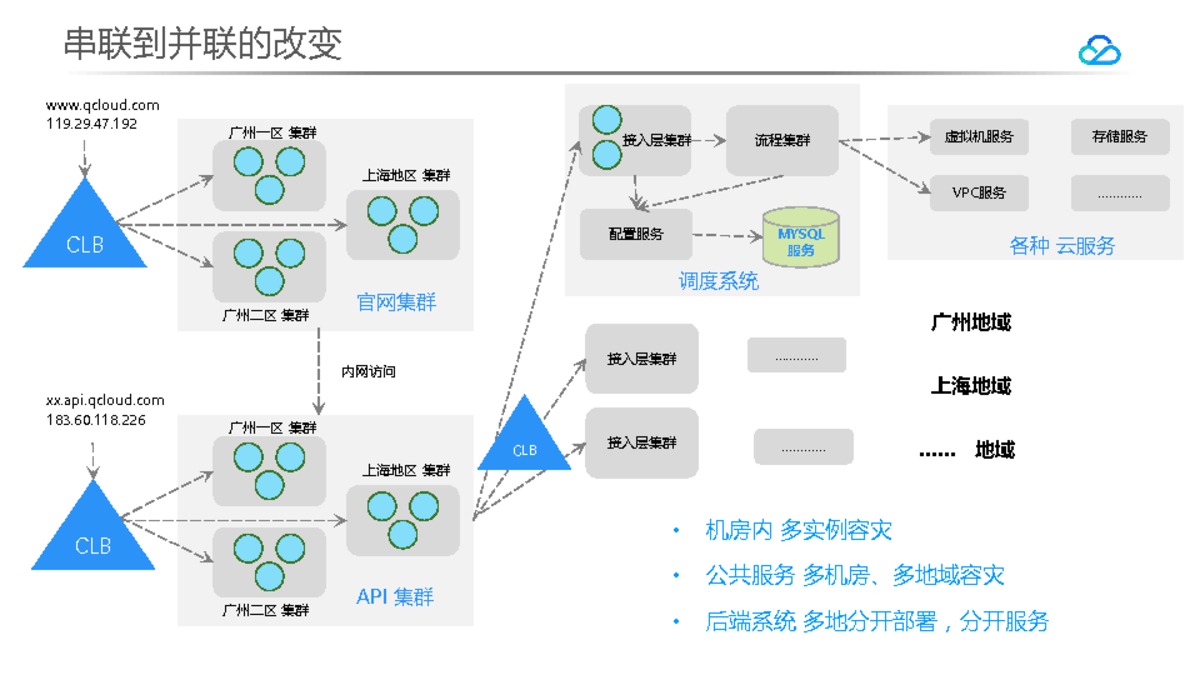 串联到并联的改变
www.qcloud.com
119.29.47.192
CLB
广州一区 集群
上海地区 集群
广州二区 集群
官网集群
内网访问
xx.api.qcloud.com
183.60.118.226
CLB
广州一区 集群
上海地区 集群
广州二区 集群
API 集群
CLB
接入层集群
流程集群
配置服务
MYSQL
服务
调度系统
虚拟机服务
存储服务
VPC服务
............
各种 云服务
接入层集群
............
接入层集群
............
广州地域
上海地域
...... 地域
• 机房内 多实例容灾
• 公共服务 多机房、多地域容灾
• 后端系统 多地分开部署，分开服务